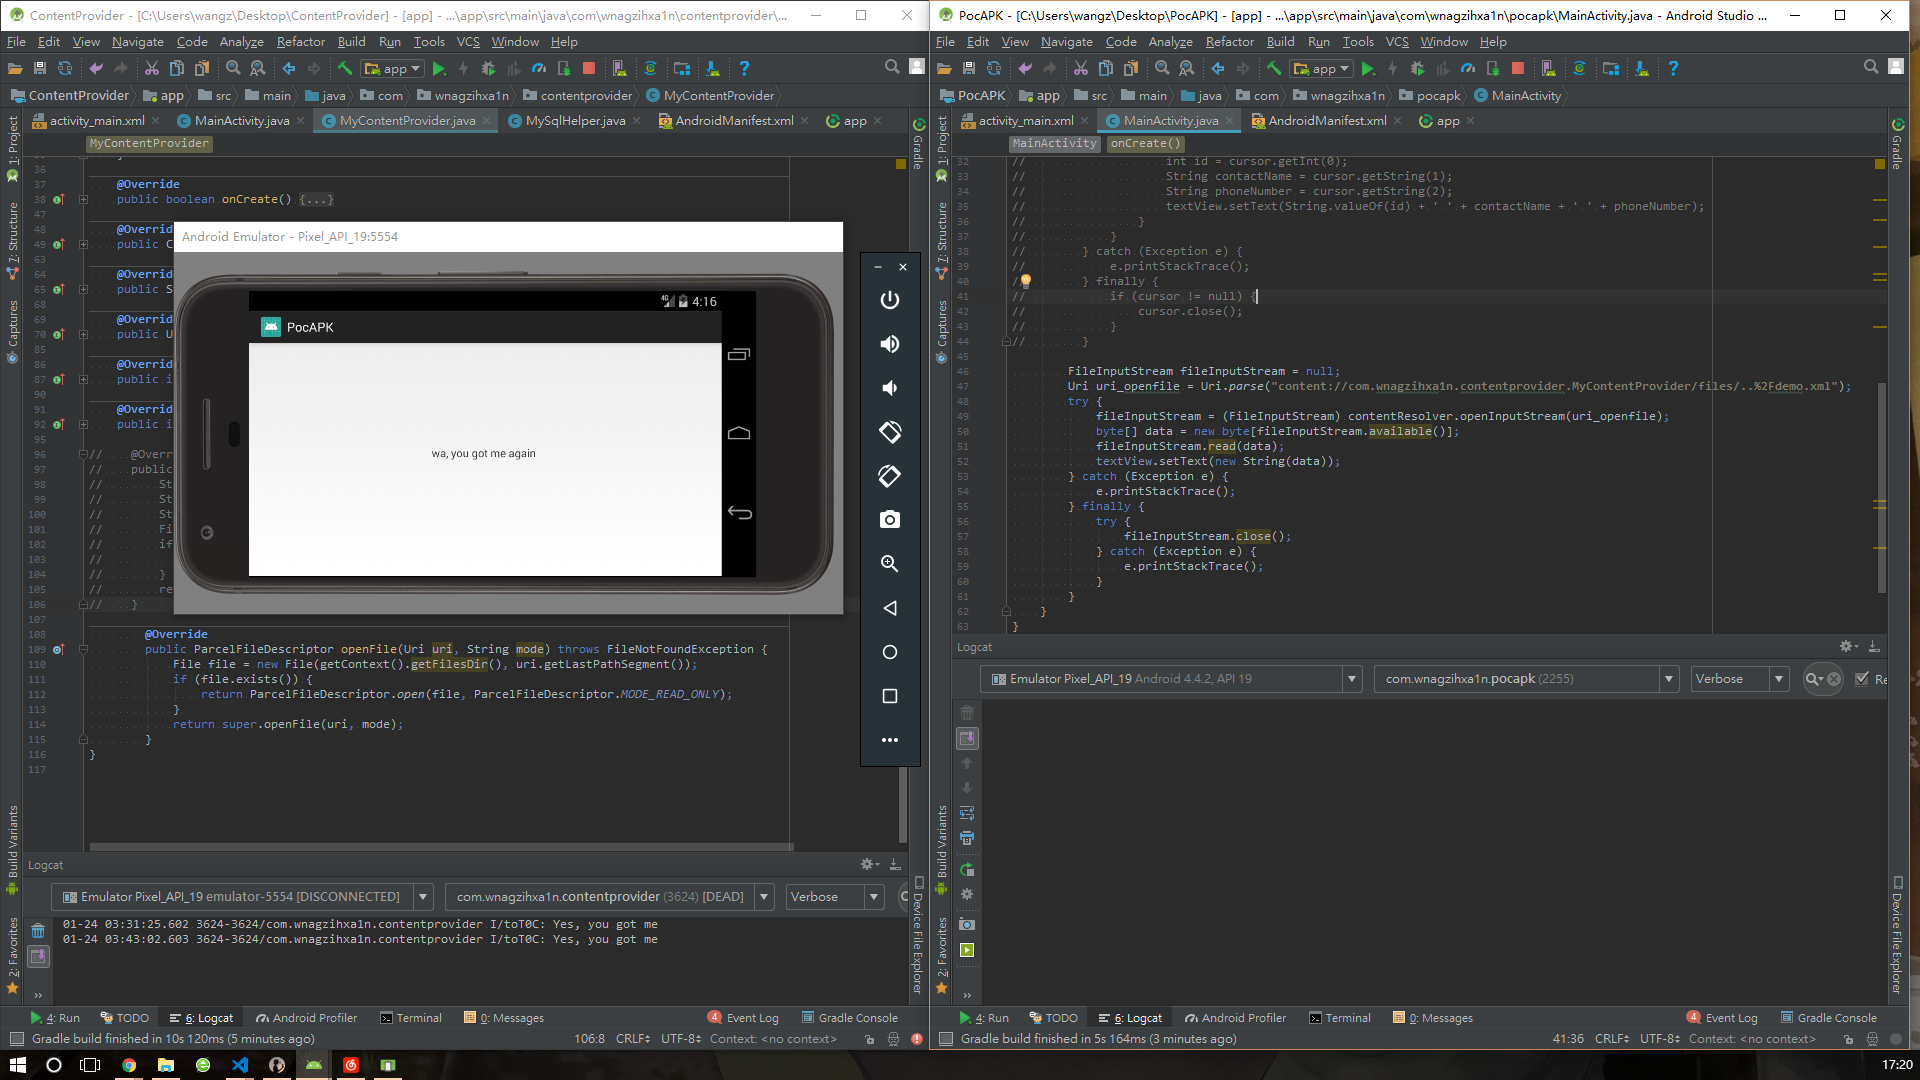 ContentProvider - [C:\Users\wangz\Desktop\ContentProvider] - [app] - ...\app\src\main\java\com\wnagzihxa1n\contentprovider\...
File Edit View Navigate Code Analyze Refactor Build Run Tools VCS Window Help
app
ContentProvider app src main java com wnagzihxa1n contentprovider MyContentProvider
activity_main.xml MainActivity.java MyContentProvider.java MySqlHelper.java AndroidManifest.xml app
MyContentProvider
36
37 @Override
38 public boolean onCreate() {...}
47
48 @Overrid
49 public C
63
64 @Overrid
65 public S
68
69 @Overrid
70 public U
85
86 @Overrid
87 public i
90
91 @Overrid
92 public i
95
96 // @Overr
97 // public
98 // St
99 // St
100 // St
101 // Fi
102 // if
103 //
104 // }
105 // re
106 // }
107
108 @Override
109 public ParcelFileDescriptor openFile(Uri uri, String mode) throws FileNotFoundException {
110 File file = new File(getContext().getFilesDir(), uri.getLastPathSegment());
111 if (file.exists()) {
112 return ParcelFileDescriptor.open(file, ParcelFileDescriptor.MODE_READ_ONLY);
113 }
114 return super.openFile(uri, mode);
115 }
116 }
117
1: Project
7: Structure
Captures
Build Variants
2: Favorites
Gradle
Device File Explorer
Android Emulator - Pixel_API_19:5554
4G 4:16
PocAPK
wa, you got me again
Logcat
Emulator Pixel_API_19 emulator-5554 [DISCONNECTED] com.wnagzihxa1n.contentprovider (3624) [DEAD] Verbose
01-24 03:31:25.602 3624-3624/com.wnagzihxa1n.contentprovider I/toT0C: Yes, you got me
01-24 03:43:02.603 3624-3624/com.wnagzihxa1n.contentprovider I/toT0C: Yes, you got me
4: Run TODO 6: Logcat Android Profiler Terminal 0: Messages 4 Event Log Gradle Console
Gradle build finished in 10s 120ms (5 minutes ago) 106:8 CRLF UTF-8 Context: <no context>
PocAPK - [C:\Users\wangz\Desktop\PocAPK] - [app] - ...\app\src\main\java\com\wnagzihxa1n\pocapk\MainActivity.java - Android Studio ...
File Edit View Navigate Code Analyze Refactor Build Run Tools VCS Window Help
app
PocAPK app src main java com wnagzihxa1n pocapk MainActivity
activity_main.xml MainActivity.java AndroidManifest.xml app
MainActivity onCreate()
32 // int id = cursor.getInt(0);
33 // String contactName = cursor.getString(1);
34 // String phoneNumber = cursor.getString(2);
35 // textView.setText(String.valueOf(id) + " " + contactName + " " + phoneNumber);
36 // }
37 // }
38 // } catch (Exception e) {
39 // e.printStackTrace();
40 // } finally {
41 // if (cursor != null) {
42 // cursor.close();
43 // }
44 // }
45
46 FileInputStream fileInputStream = null;
47 Uri uri_openfile = Uri.parse("content://com.wnagzihxa1n.contentprovider.MyContentProvider/files/..%2Fdemo.xml");
48 try {
49 fileInputStream = (FileInputStream) contentResolver.openInputStream(uri_openfile);
50 byte[] data = new byte[fileInputStream.available()];
51 fileInputStream.read(data);
52 textView.setText(new String(data));
53 } catch (Exception e) {
54 e.printStackTrace();
55 } finally {
56 try {
57 fileInputStream.close();
58 } catch (Exception e) {
59 e.printStackTrace();
60 }
61 }
62 }
63 }
1: Project
7: Structure
Captures
Build Variants
2: Favorites
Gradle
Device File Explorer
Logcat
Emulator Pixel_API_19 Android 4.4.2, API 19 com.wnagzihxa1n.pocapk (2255) Verbose Re
4: Run TODO 6: Logcat Android Profiler Terminal 0: Messages 4 Event Log Gradle Console
Gradle build finished in 5s 164ms (3 minutes ago) 41:36 CRLF UTF-8 Context: <no context>
17:20